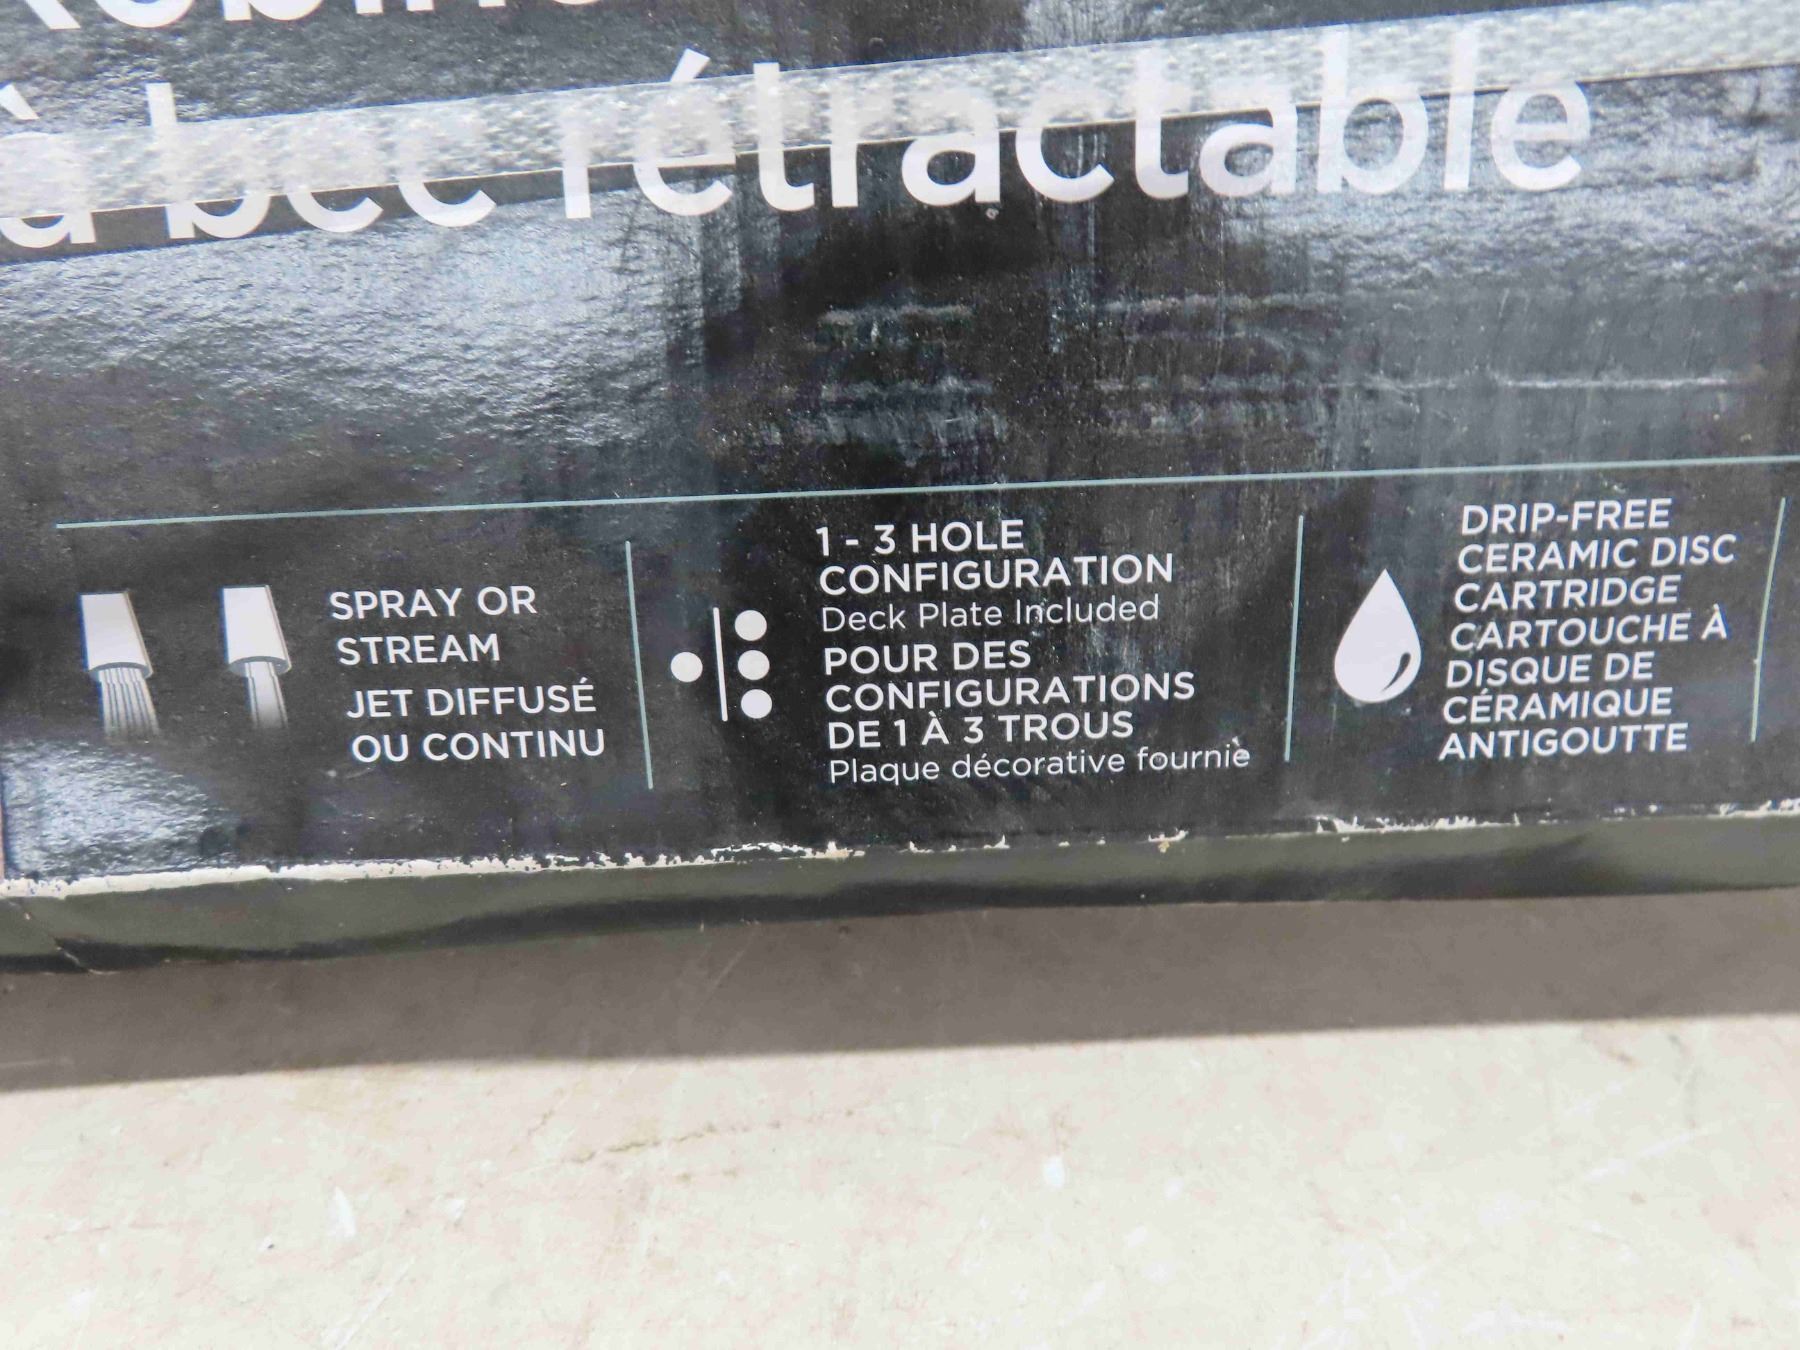 à bec rétractable
SPRAY OR
STREAM
JET DIFFUSÉ
OU CONTINU
1 - 3 HOLE
CONFIGURATION
Deck Plate Included
POUR DES
CONFIGURATIONS
DE 1 À 3 TROUS
Plaque décorative fournie
DRIP-FREE
CERAMIC DISC
CARTRIDGE
CARTOUCHE À
DISQUE DE
CÉRAMIQUE
ANTIGOUTTE